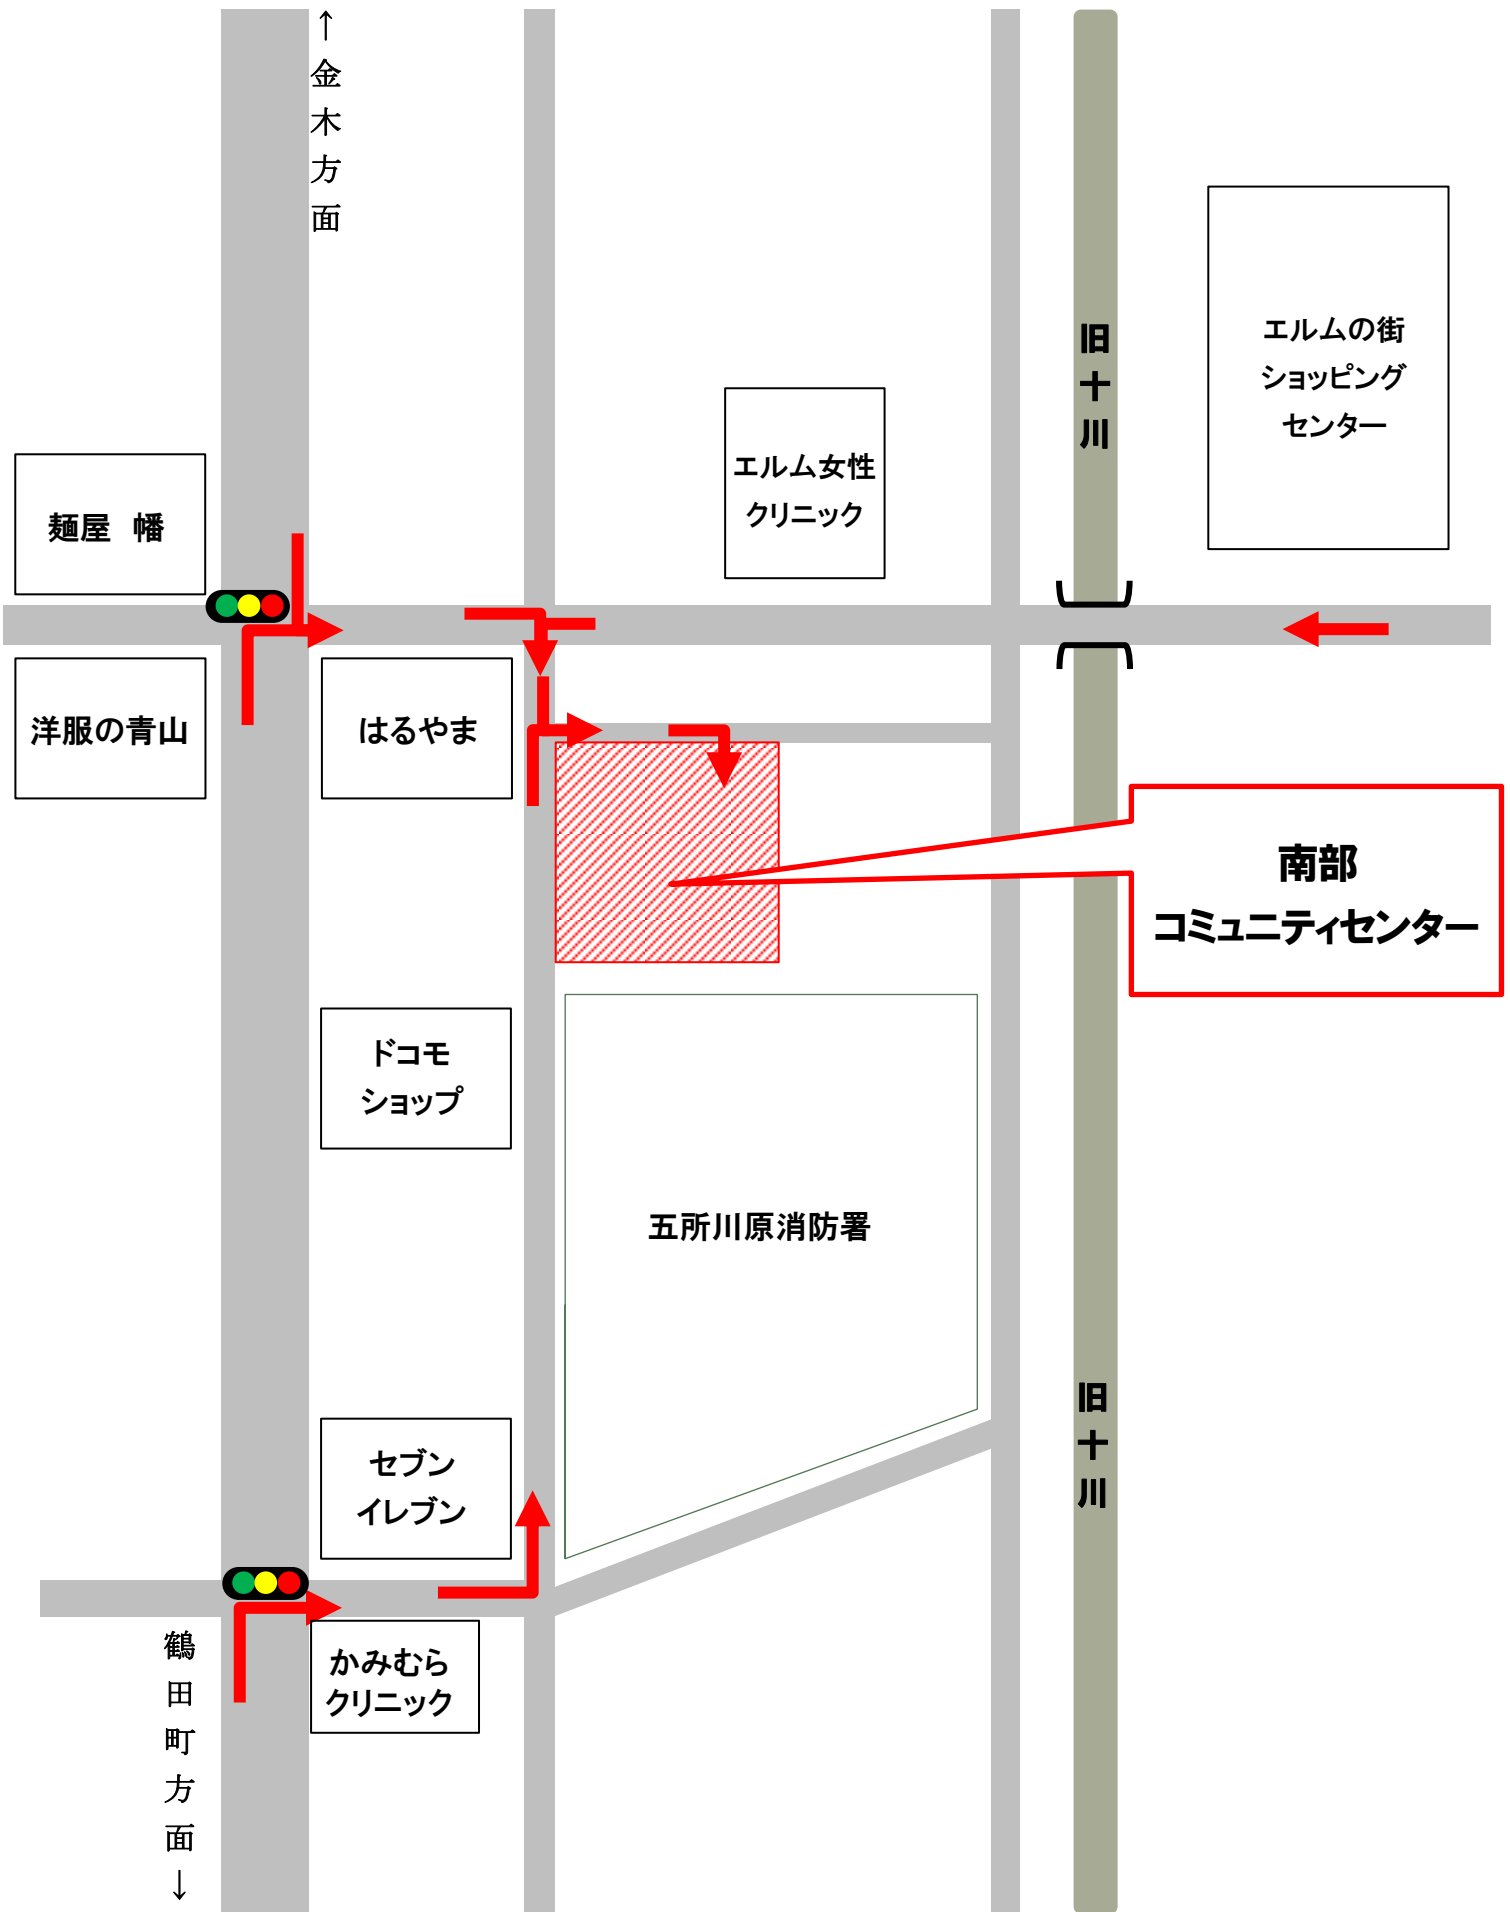 ↑金木方面
旧十川
エルムの街
ショッピング
センター
エルム女性
クリニック
麺屋 幡
洋服の青山
はるやま
南部
コミュニティセンター
ドコモ
ショップ
五所川原消防署
旧十川
セブン
イレブン
かみむら
クリニック
鶴田町方面↓